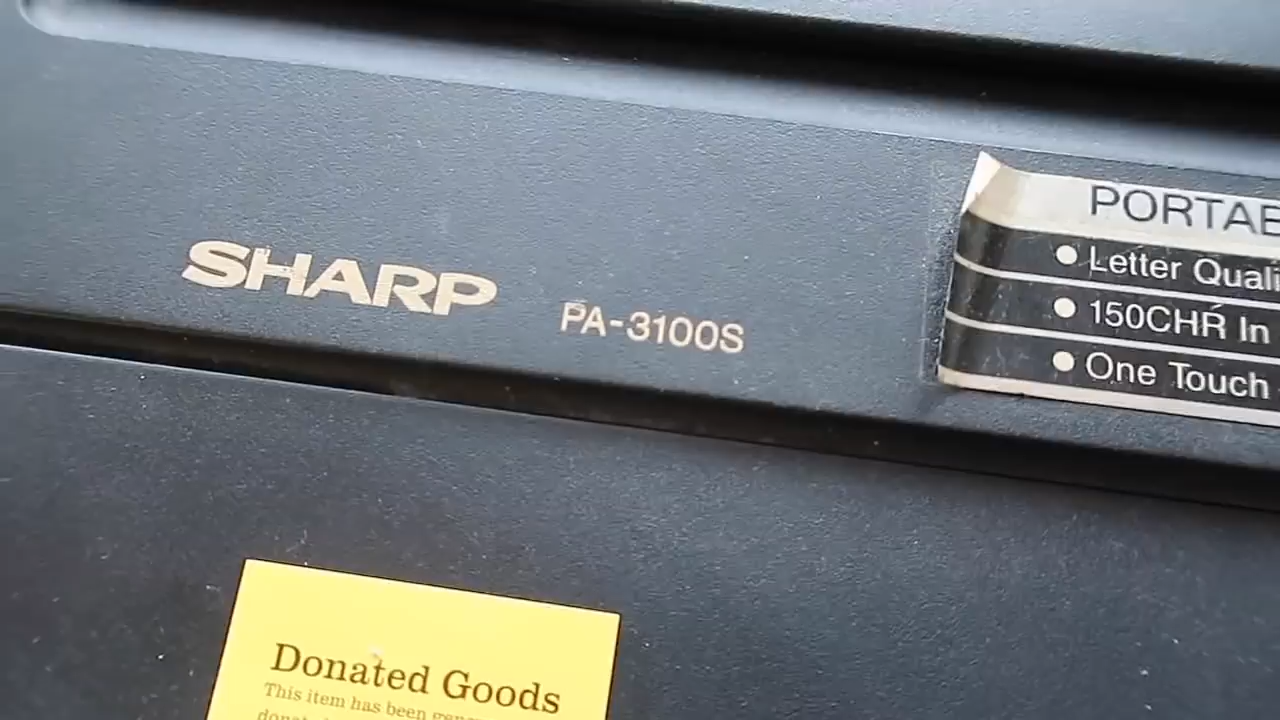 SHARP
PA-3100S
PORTAB
• Letter Quali
• 150CHR In
• One Touch
Donated Goods
This item has been